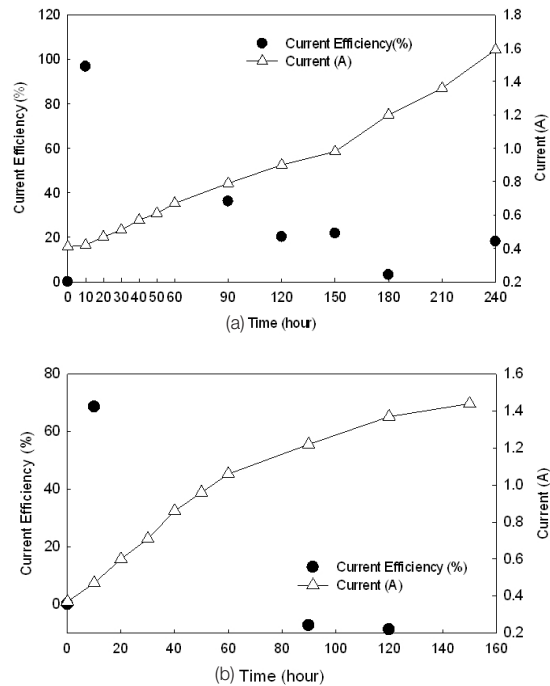 120
100
80
60
40
20
0
Current Efficiency (%)
Current Efficiency(%)
Current (A)
1.8
1.6
1.4
1.2
1.0
0.8
0.6
0.4
0.2
Current (A)
0 10 20 30 40 50 60 90 120 150 180 210 240
(a) Time (hour)
80
60
40
20
0
Current Efficiency (%)
Current Efficiency (%)
Current (A)
1.6
1.4
1.2
1.0
0.8
0.6
0.4
0.2
Current (A)
0 20 40 60 80 100 120 140 160
(b) Time (hour)